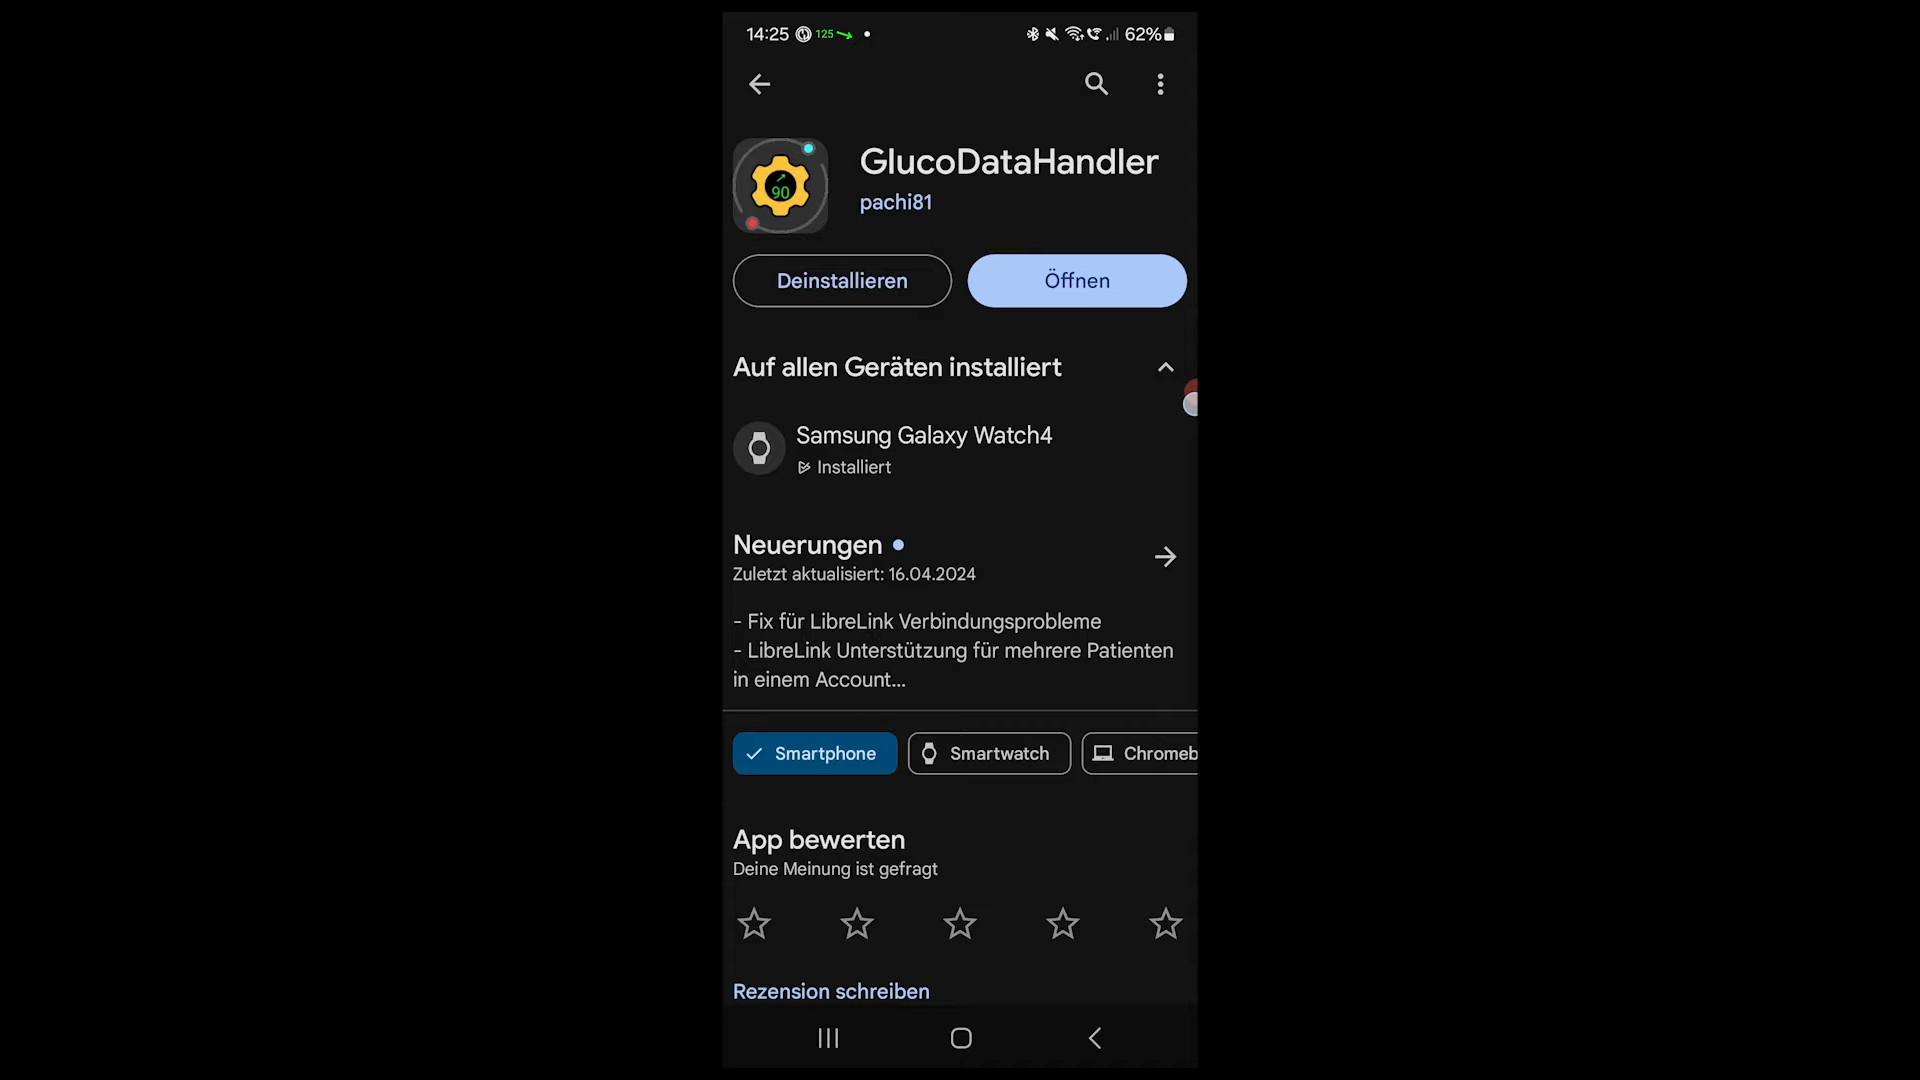 14:25 125 62%
GlucoDataHandler
pachi81
90
Deinstallieren Öffnen
Auf allen Geräten installiert
Samsung Galaxy Watch4
Installiert
Neuerungen
Zuletzt aktualisiert: 16.04.2024
- Fix für LibreLink Verbindungsprobleme
- LibreLink Unterstützung für mehrere Patienten
in einem Account...
Smartphone Smartwatch Chromeb
App bewerten
Deine Meinung ist gefragt
Rezension schreiben